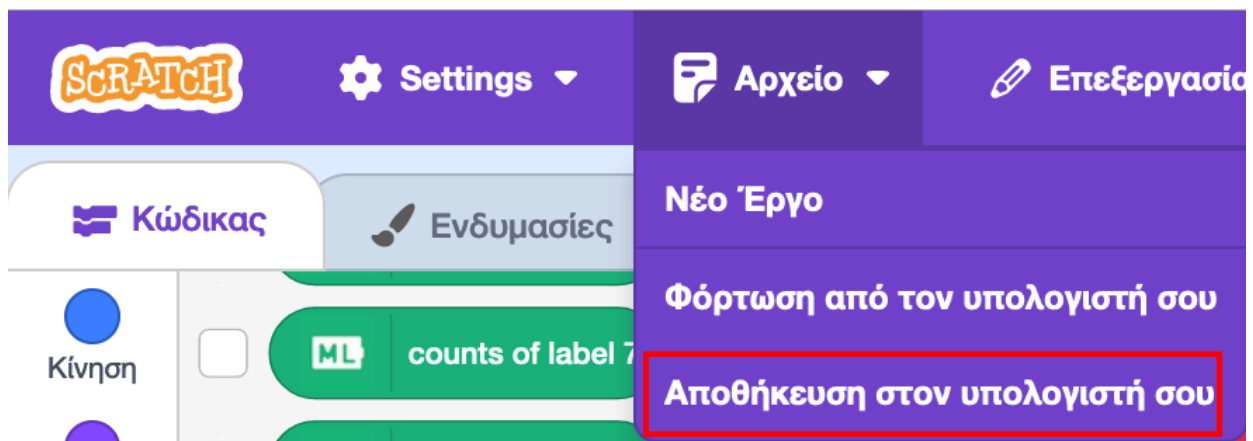 SCRATCH Settings Αρχείο Επεξεργασία
Κώδικας Ενδυμασίες
Νέο Έργο
Φόρτωση από τον υπολογιστή σου
Κίνηση
ML counts of label 7
Αποθήκευση στον υπολογιστή σου